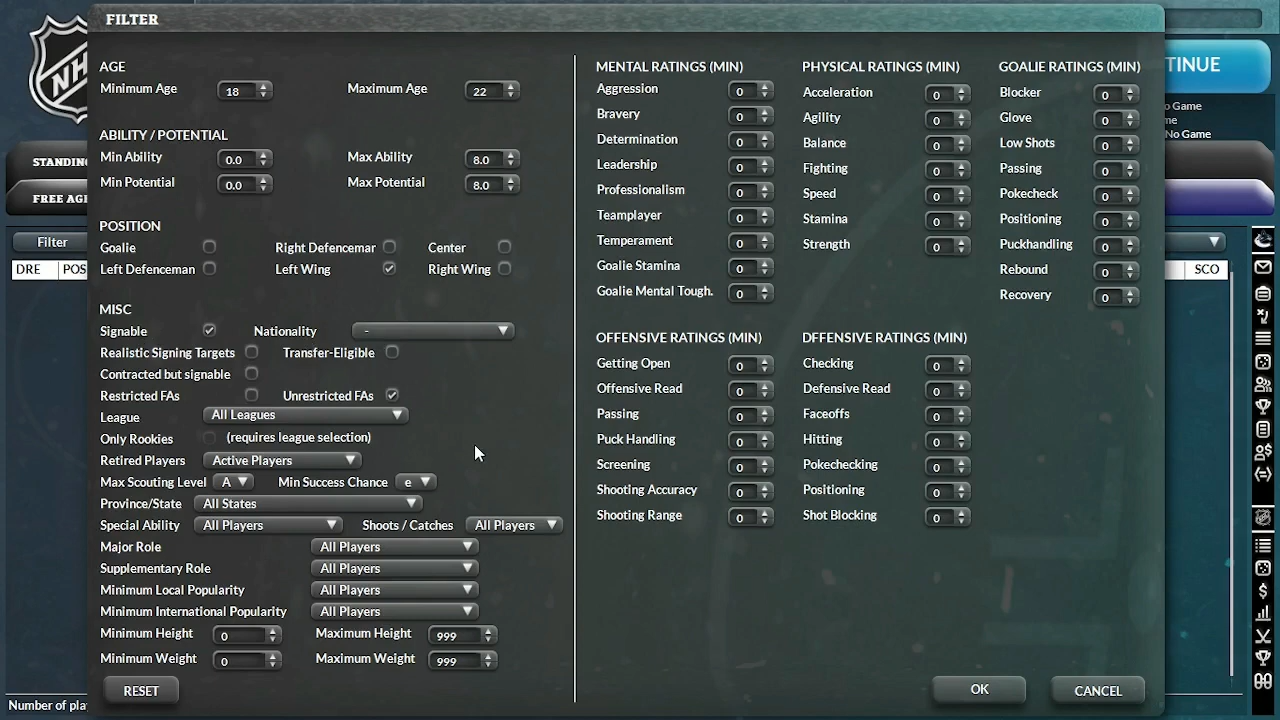 FILTER
AGE
Minimum Age 18 Maximum Age 22
ABILITY / POTENTIAL
Min Ability 0.0 Max Ability 8.0
Min Potential 0.0 Max Potential 8.0
POSITION
Goalie Right Defencemar Center
Left Defenceman Left Wing Right Wing
MISC
Signable Nationality -
Realistic Signing Targets Transfer-Eligible
Contracted but signable
Restricted FAs Unrestricted FAs
League All Leagues
Only Rookies (requires league selection)
Retired Players Active Players
Max Scouting Level A Min Success Chance e
Province/State All States
Special Ability All Players Shoots / Catches All Players
Major Role All Players
Supplementary Role All Players
Minimum Local Popularity All Players
Minimum International Popularity All Players
Minimum Height 0 Maximum Height 999
Minimum Weight 0 Maximum Weight 999
RESET
MENTAL RATINGS (MIN)
Aggression 0
Bravery 0
Determination 0
Leadership 0
Professionalism 0
Teamplayer 0
Temperament 0
Goalie Stamina 0
Goalie Mental Tough. 0
PHYSICAL RATINGS (MIN)
Acceleration 0
Agility 0
Balance 0
Fighting 0
Speed 0
Stamina 0
Strength 0
GOALIE RATINGS (MIN)
Blocker 0
Glove 0
Low Shots 0
Passing 0
Pokecheck 0
Positioning 0
Puckhandling 0
Rebound 0
Recovery 0
OFFENSIVE RATINGS (MIN)
Getting Open 0
Offensive Read 0
Passing 0
Puck Handling 0
Screening 0
Shooting Accuracy 0
Shooting Range 0
DFFENSIVE RATINGS (MIN)
Checking 0
Defensive Read 0
Faceoffs 0
Hitting 0
Pokechecking 0
Positioning 0
Shot Blocking 0
OK
CANCEL
NH
STANDING
FREE AGE
Filter
DRE POS
Number of pla
TINUE
o Game
me
No Game
SCO